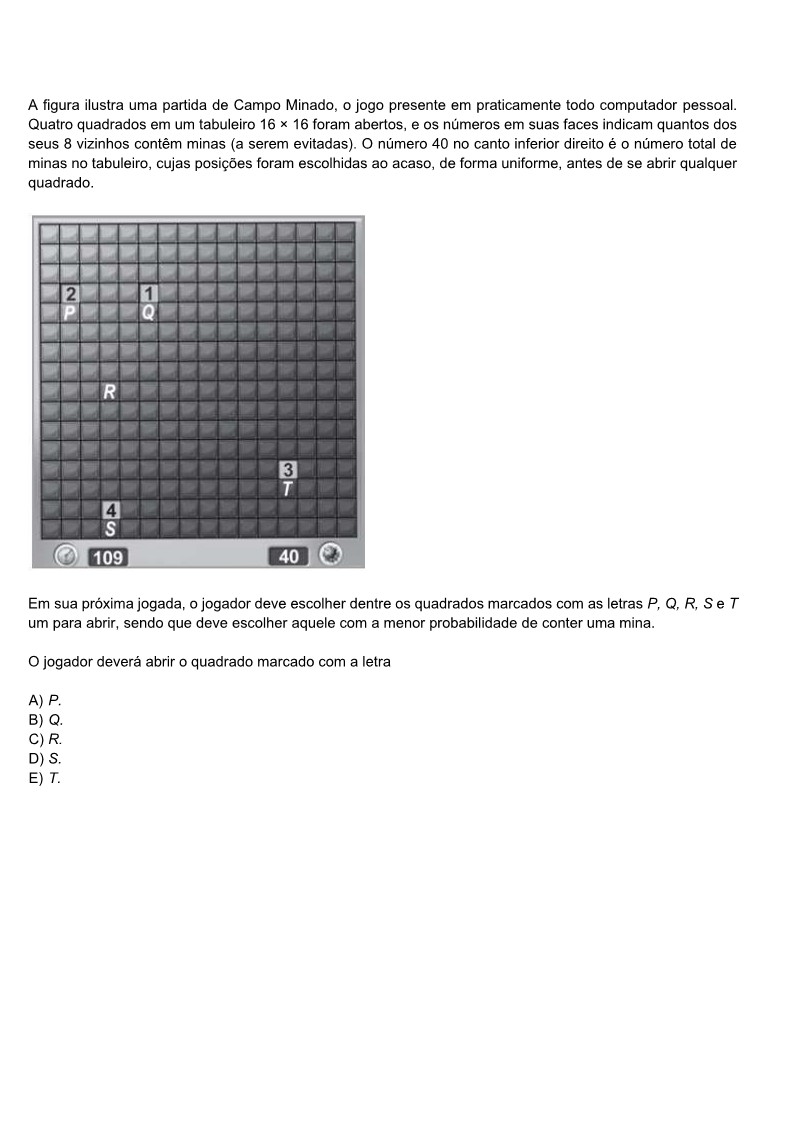 A figura ilustra uma partida de Campo Minado, o jogo presente em praticamente todo computador pessoal.
Quatro quadrados em um tabuleiro 16 × 16 foram abertos, e os números em suas faces indicam quantos dos
seus 8 vizinhos contêm minas (a serem evitadas). O número 40 no canto inferior direito é o número total de
minas no tabuleiro, cujas posições foram escolhidas ao acaso, de forma uniforme, antes de se abrir qualquer
quadrado.
2 1
P Q
R
3
T
4
S
109 40
Em sua próxima jogada, o jogador deve escolher dentre os quadrados marcados com as letras P, Q, R, S e T
um para abrir, sendo que deve escolher aquele com a menor probabilidade de conter uma mina.
O jogador deverá abrir o quadrado marcado com a letra
A) P.
B) Q.
C) R.
D) S.
E) T.